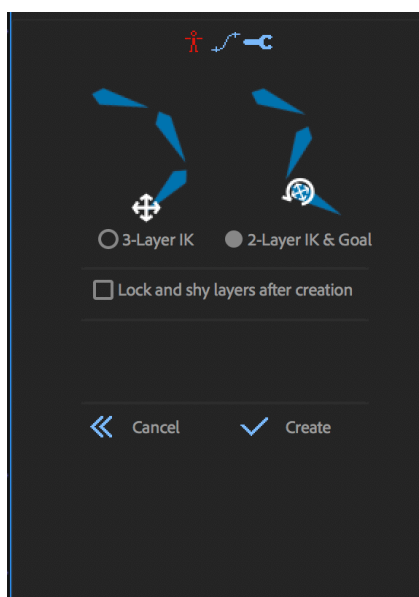 3-Layer IK
2-Layer IK & Goal
Lock and shy layers after creation
Cancel
Create